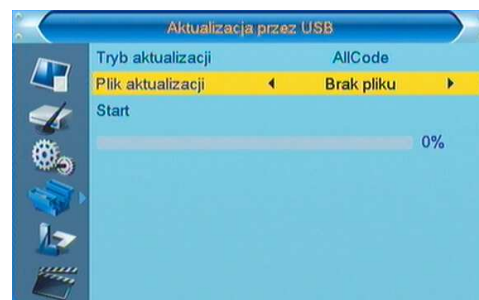 Aktualizacja przez USB
Tryb aktualizacji AllCode
Plik aktualizacji Brak pliku
Start
0%